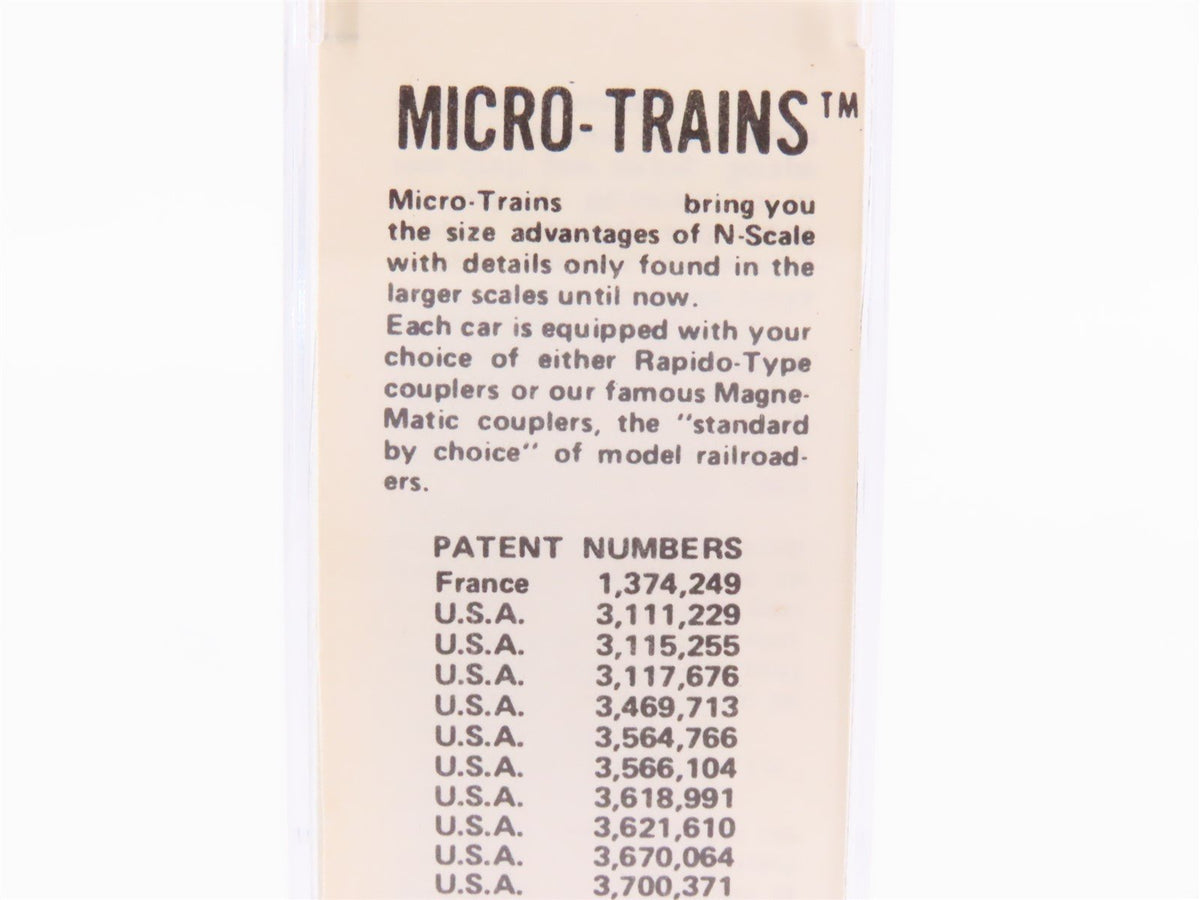 MICRO-TRAINS™
Micro-Trains bring you
the size advantages of N-Scale
with details only found in the
larger scales until now.
Each car is equipped with your
choice of either Rapido-Type
couplers or our famous Magne-
Matic couplers, the "standard
by choice" of model railroad-
ers.
PATENT NUMBERS
France 1,374,249
U.S.A. 3,111,229
U.S.A. 3,115,255
U.S.A. 3,117,676
U.S.A. 3,469,713
U.S.A. 3,564,766
U.S.A. 3,566,104
U.S.A. 3,618,991
U.S.A. 3,621,610
U.S.A. 3,670,064
U.S.A. 3,700,371